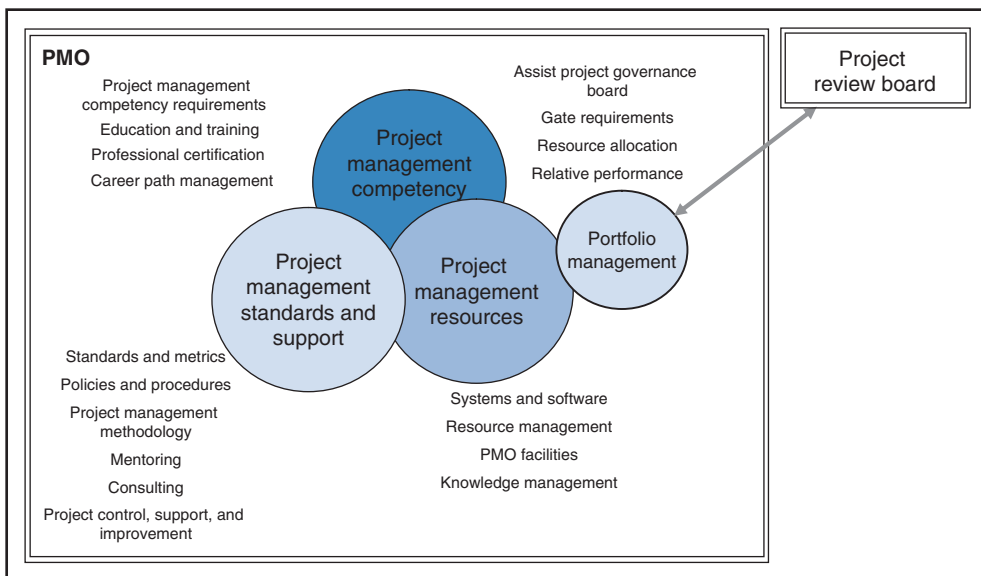 PMO
Project management
competency requirements
Education and training
Professional certification
Career path management
Project
management
competency
Assist project governance
board
Gate requirements
Resource allocation
Relative performance
Project
review board
Portfolio
management
Project
management
standards and
support
Project
management
resources
Standards and metrics
Policies and procedures
Project management
methodology
Mentoring
Consulting
Project control, support, and
improvement
Systems and software
Resource management
PMO facilities
Knowledge management